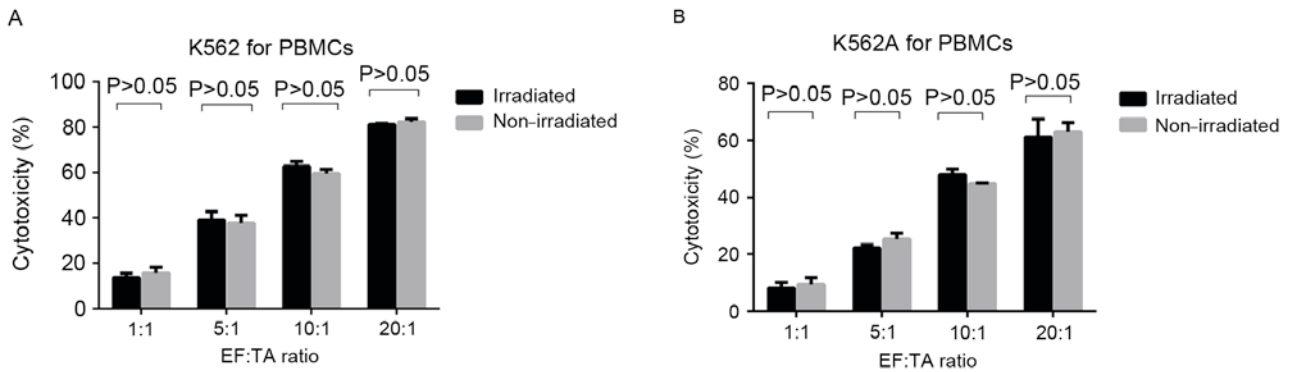 A
K562 for PBMCs
100
80
60
40
20
0
Cytotoxicity (%)
P>0.05
P>0.05
P>0.05
P>0.05
Irradiated
Non-irradiated
1:1
5:1
10:1
20:1
EF:TA ratio
B
K562A for PBMCs
80
60
40
20
0
Cytotoxicity (%)
P>0.05
P>0.05
P>0.05
P>0.05
Irradiated
Non-irradiated
1:1
5:1
10:1
20:1
EF:TA ratio